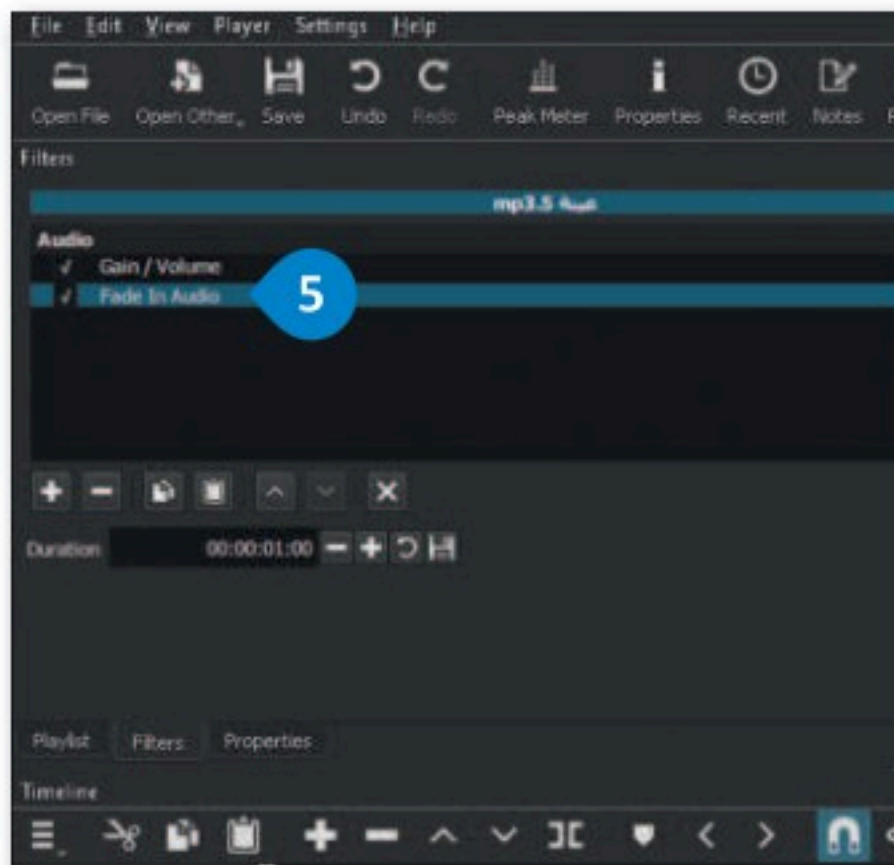 File Edit View Player Settings Help
Open File Open Other Save Undo Redo Peak Meter Properties Recent Notes
Filters
mp3.5 عينة
Audio
✓ Gain / Volume
✓ Fade In Audio
5
Duration 00:00:01:00
Playlist Filters Properties
Timeline